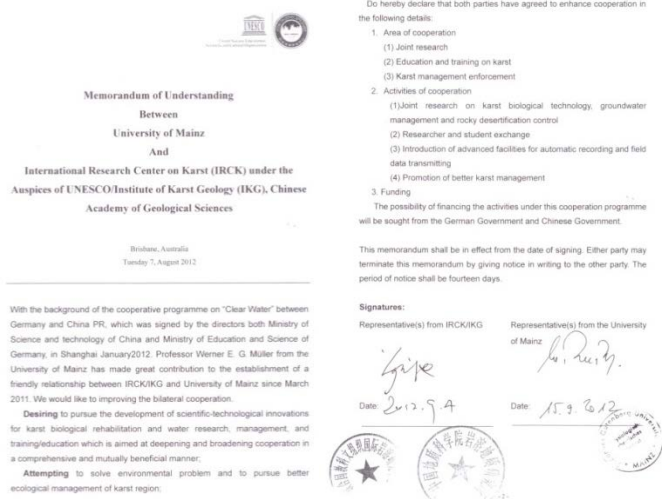 UNESCO
Memorandum of Understanding
Between
University of Mainz
And
International Research Center on Karst (IRCK) under the
Auspices of UNESCO/Institute of Karst Geology (IKG), Chinese
Academy of Geological Sciences
Brisbane, Australia
Tuesday 7, August 2012
With the background of the cooperative programme on "Clear Water" between
Germany and China PR, which was signed by the directors both Ministry of
Science and technology of China and Ministry of Education and Science of
Germany, in Shanghai January2012. Professor Werner E. G. Müller from the
University of Mainz has made great contribution to the establishment of a
friendly relationship between IRCK/IKG and University of Mainz since March
2011. We would like to improving the bilateral cooperation.
Desiring to pursue the development of scientific-technological innovations
for karst biological rehabilitation and water research, management, and
training/education which is aimed at deepening and broadening cooperation in
a comprehensive and mutually beneficial manner;
Attempting to solve environmental problem and to pursue better
ecological management of karst region;
Do hereby declare that both parties have agreed to enhance cooperation in
the following details:
1. Area of cooperation
(1) Joint research
(2) Education and training on karst
(3) Karst management enforcement
2. Activities of cooperation
(1)Joint research on karst biological technology, groundwater
management and rocky desertification control
(2) Researcher and student exchange
(3) Introduction of advanced facilities for automatic recording and field
data transmitting
(4) Promotion of better karst management
3. Funding
The possibility of financing the activities under this cooperation programme
will be sought from the German Government and Chinese Government.
This memorandum shall be in effect from the date of signing. Either party may
terminate this memorandum by giving notice in writing to the other party. The
period of notice shall be fourteen days.
Signatures:
Representative(s) from IRCK/IKG
Representative(s) from the University
of Mainz
Date: 2012.9.4
Date: 15.9.2012
MAINZ